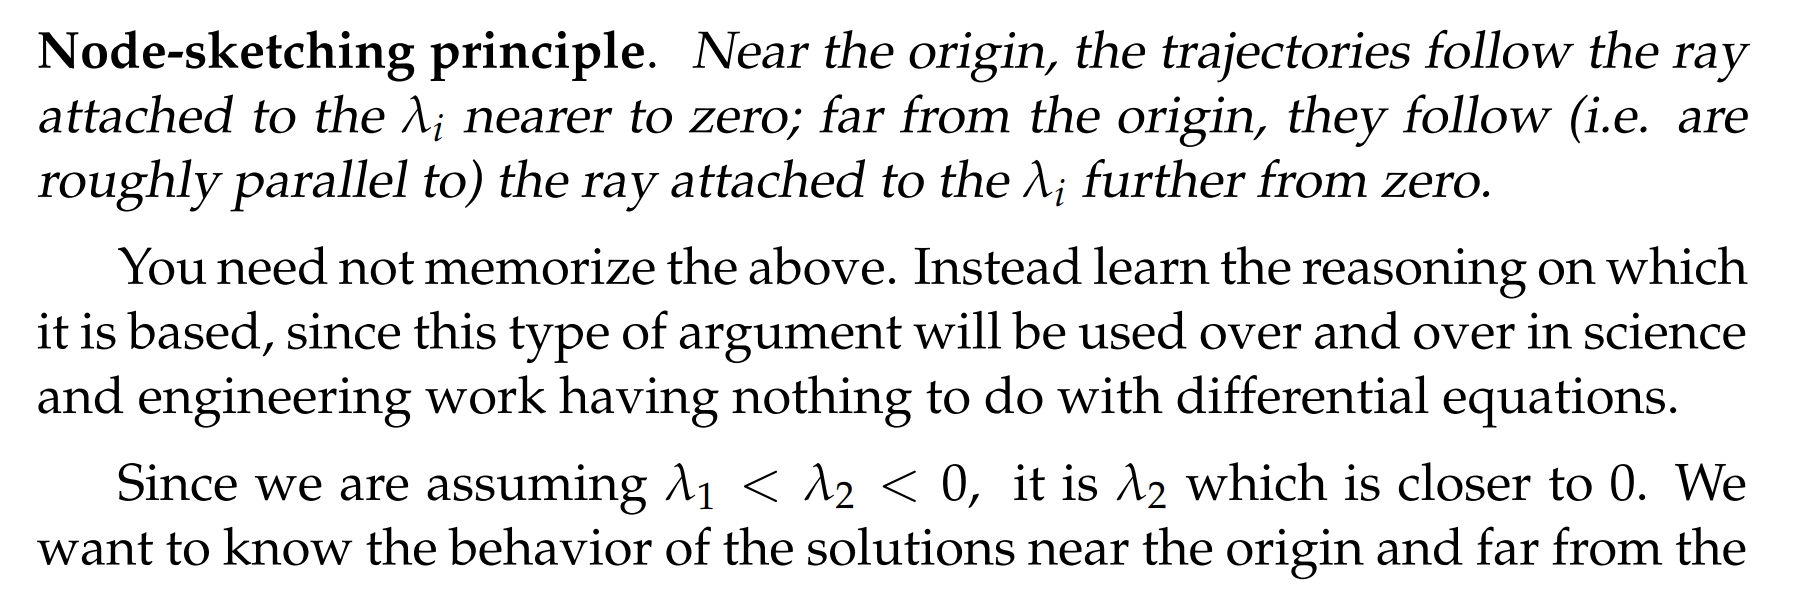 Node-sketching principle. Near the origin, the trajectories follow the ray
attached to the λᵢ nearer to zero; far from the origin, they follow (i.e. are
roughly parallel to) the ray attached to the λᵢ further from zero.
You need not memorize the above. Instead learn the reasoning on which
it is based, since this type of argument will be used over and over in science
and engineering work having nothing to do with differential equations.
Since we are assuming λ₁ < λ₂ < 0, it is λ₂ which is closer to 0. We
want to know the behavior of the solutions near the origin and far from the